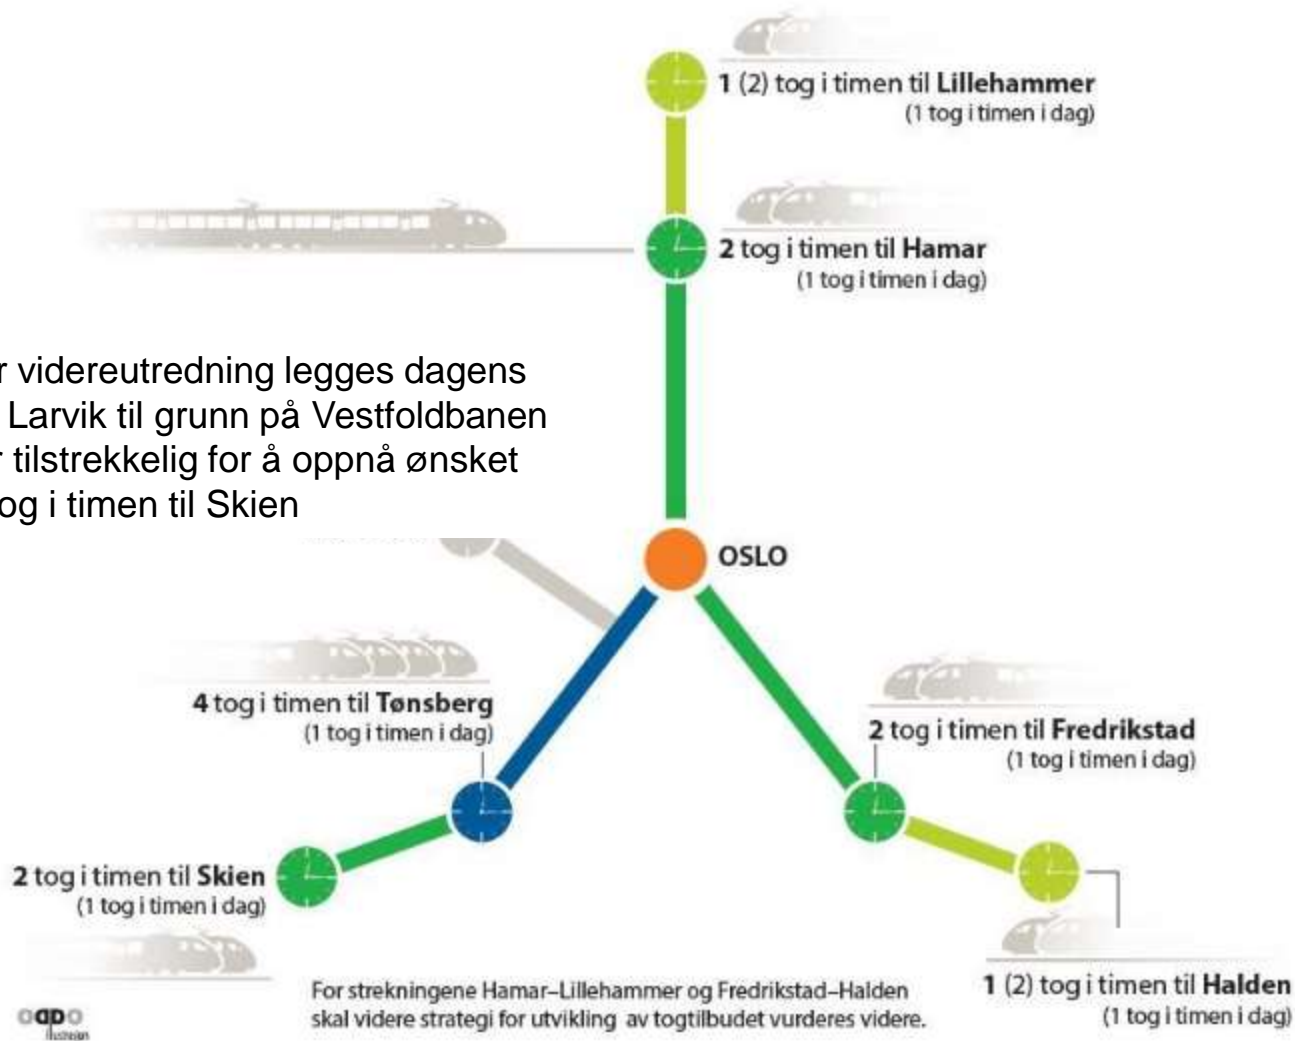 1 (2) tog i timen til Lillehammer
(1 tog i timen i dag)
2 tog i timen til Hamar
(1 tog i timen i dag)
r videreutredning legges dagens
Larvik til grunn på Vestfoldbanen
r tilstrekkelig for å oppnå ønsket
og i timen til Skien
OSLO
4 tog i timen til Tønsberg
(1 tog i timen i dag)
2 tog i timen til Fredrikstad
(1 tog i timen i dag)
2 tog i timen til Skien
(1 tog i timen i dag)
1 (2) tog i timen til Halden
(1 tog i timen i dag)
For strekningene Hamar–Lillehammer og Fredrikstad–Halden
skal videre strategi for utvikling av togtilbudet vurderes videre.